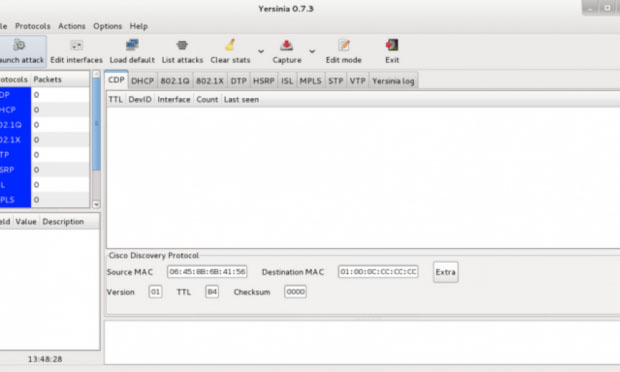 Yersinia 0.7.3
le Protocols Actions Options Help
aunch attack Edit interfaces Load default List attacks Clear stats Capture Edit mode Exit
otocols Packets
DP 0
HCP 0
02.1Q 0
02.1X 0
TP 0
SRP 0
L 0
PLS 0
CDP DHCP 802.1Q 802.1X DTP HSRP ISL MPLS STP VTP Yersinia log
TTL DevID Interface Count Last seen
eld Value Description
Cisco Discovery Protocol
Source MAC 06:45:8B:6B:41:56 Destination MAC 01:00:0C:CC:CC:CC Extra
Version 01 TTL B4 Checksum 0000
13:48:28